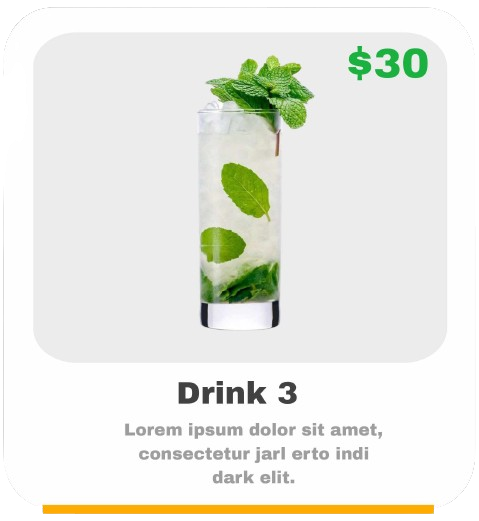 $30
Drink 3
Lorem ipsum dolor sit amet,
consectetur jarl erto indi
dark elit.